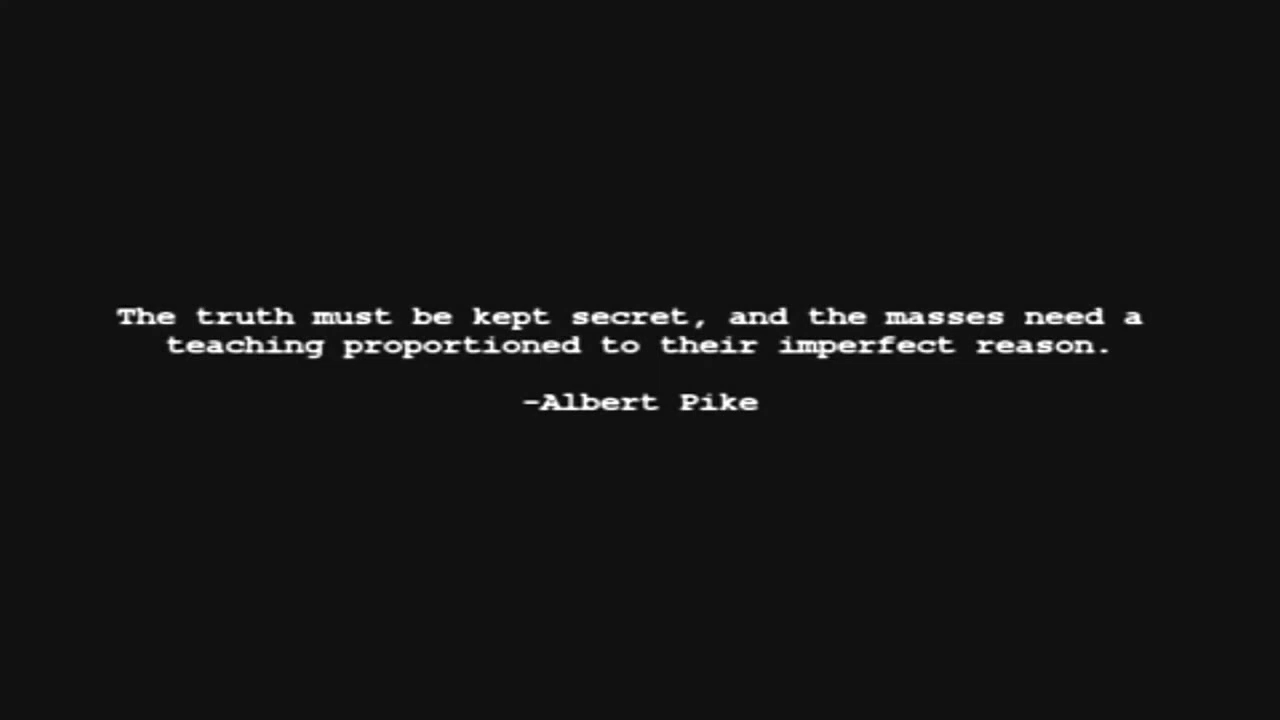 The truth must be kept secret, and the masses need a
teaching proportioned to their imperfect reason.
-Albert Pike